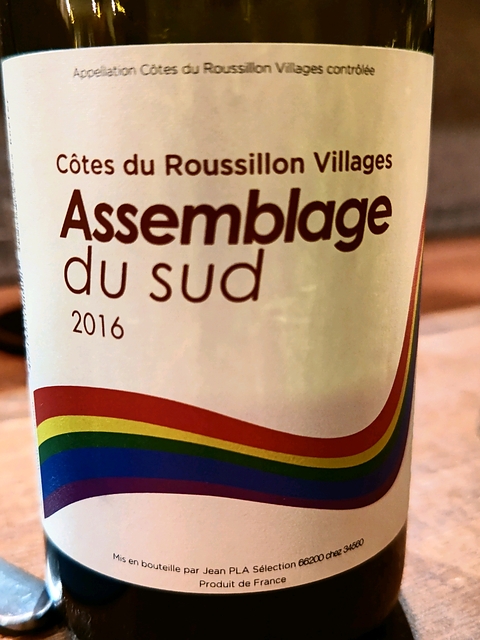 Appellation Côtes du Roussillon Villages contrôlée
Côtes du Roussillon Villages
Assemblage
du sud
2016
Mis en bouteille par Jean PLA Sélection 66200 chez 34560
Produit de France